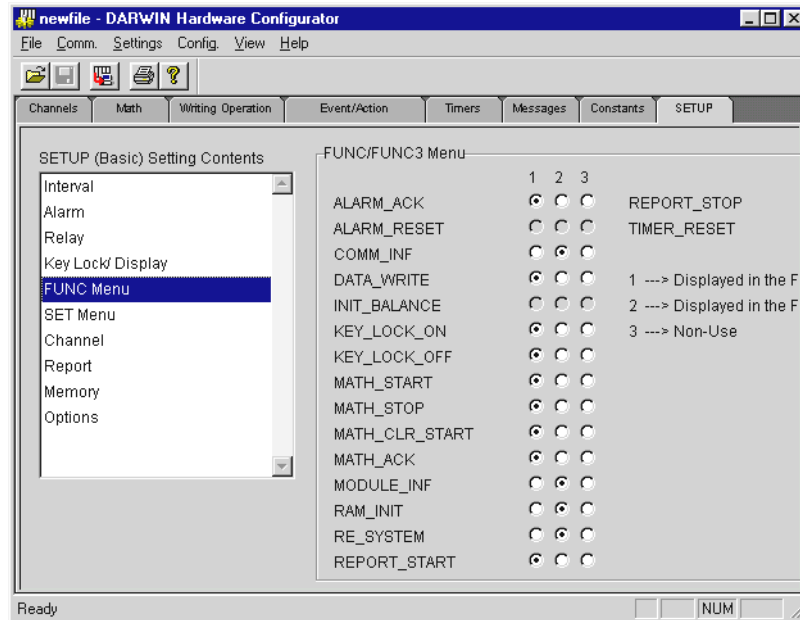 newfile - DARWIN Hardware Configurator
File Comm. Settings Config. View Help
Channels Math Writing Operation Event/Action Timers Messages Constants SETUP
SETUP (Basic) Setting Contents
Interval
Alarm
Relay
Key Lock/ Display
FUNC Menu
SET Menu
Channel
Report
Memory
Options
FUNC/FUNC3 Menu
1 2 3
ALARM_ACK
ALARM_RESET
COMM_INF
DATA_WRITE
INIT_BALANCE
KEY_LOCK_ON
KEY_LOCK_OFF
MATH_START
MATH_STOP
MATH_CLR_START
MATH_ACK
MODULE_INF
RAM_INIT
RE_SYSTEM
REPORT_START
REPORT_STOP
TIMER_RESET
1 ---> Displayed in the F
2 ---> Displayed in the F
3 ---> Non-Use
Ready
NUM